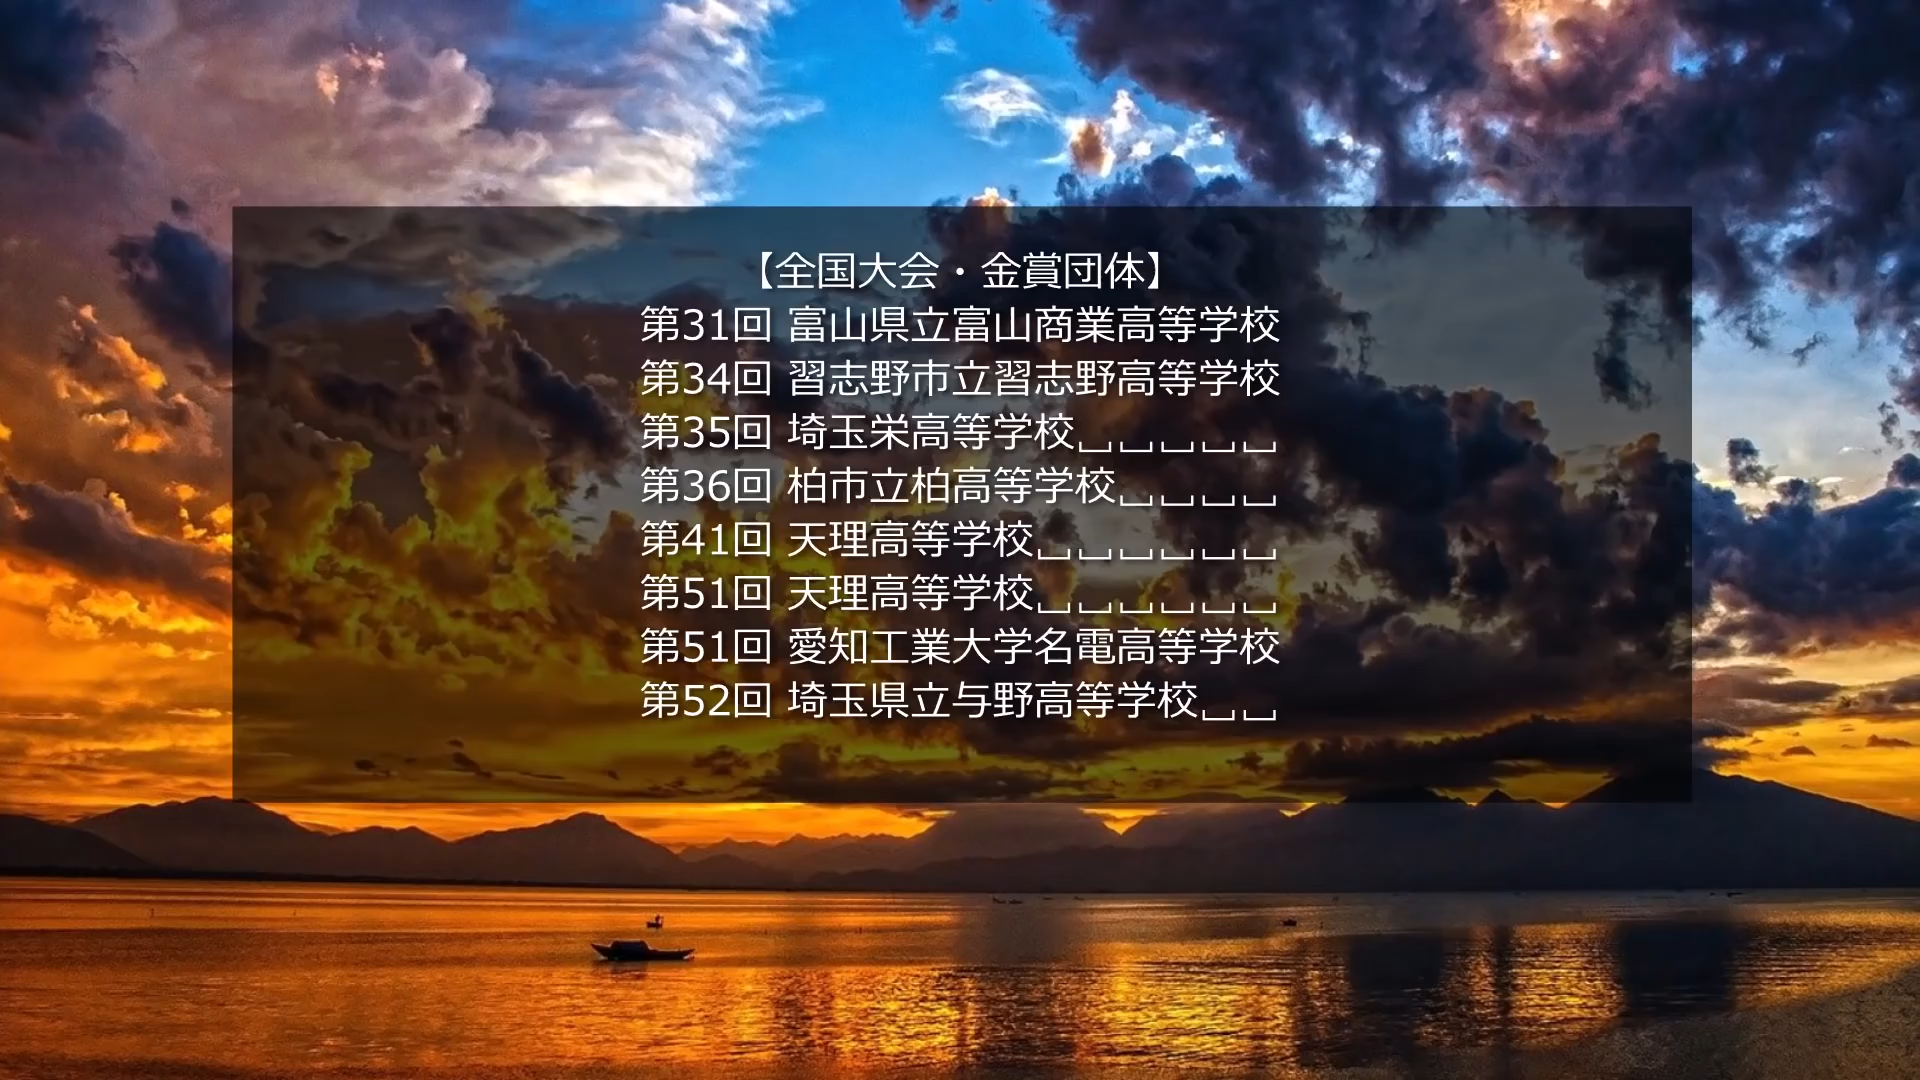 【全国大会・金賞団体】
第31回 富山県立富山商業高等学校
第34回 習志野市立習志野高等学校
第35回 埼玉栄高等学校␣␣␣␣␣
第36回 柏市立柏高等学校␣␣␣␣
第41回 天理高等学校␣␣␣␣␣␣
第51回 天理高等学校␣␣␣␣␣␣
第51回 愛知工業大学名電高等学校
第52回 埼玉県立与野高等学校␣␣